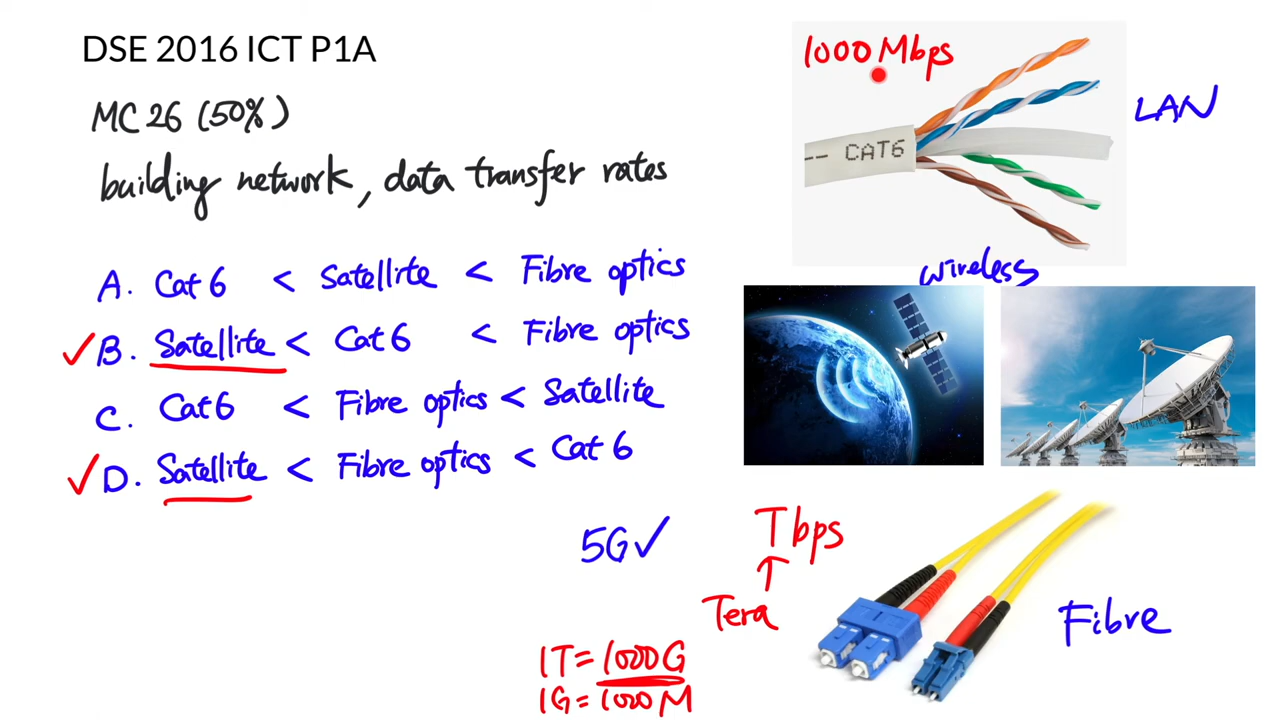 DSE 2016 ICT P1A
MC 26 (50%)
building network, data transfer rates
A. Cat 6 < Satellite < Fibre optics
✓ B. Satellite < Cat 6 < Fibre optics
C. Cat 6 < Fibre optics < Satellite
✓ D. Satellite < Fibre optics < Cat 6
5G ✓
1000 Mbps
-- CAT6
LAN
wireless
Tbps
↑
Tera
Fibre
1T = 1000G
1G = 1000M